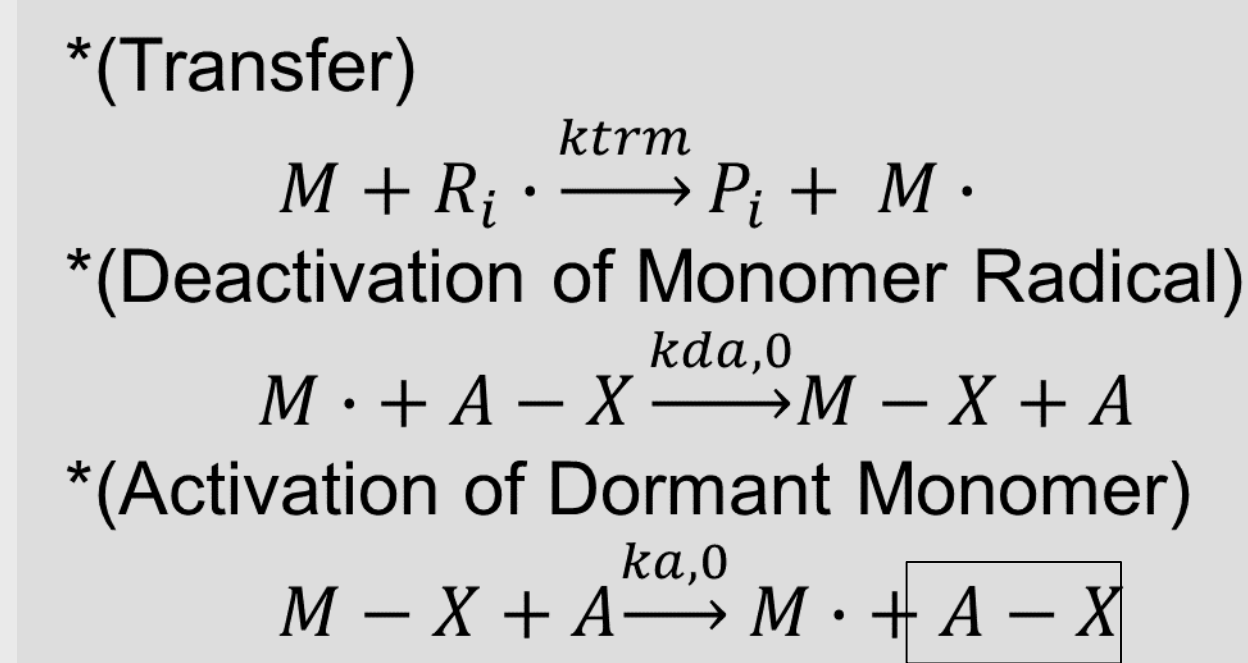 *(Transfer)
ktrm
M + R_i · ⟶ P_i + M ·
*(Deactivation of Monomer Radical)
kda,0
M · + A − X ⟶ M − X + A
*(Activation of Dormant Monomer)
ka,0
M − X + A ⟶ M · + A − X